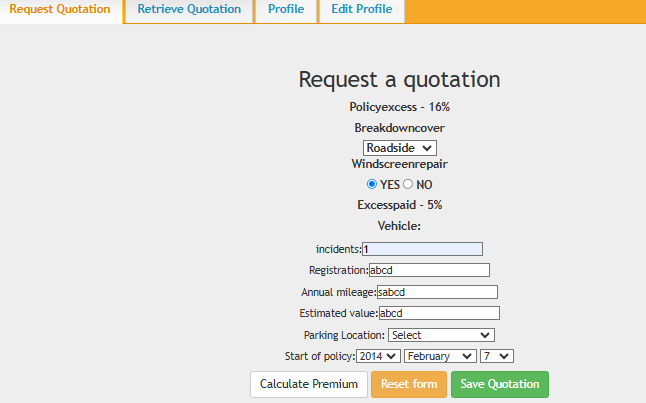 Request Quotation Retrieve Quotation Profile Edit Profile
Request a quotation
Policyexcess - 16%
Breakdowncover
Roadside
Windscreenrepair
YES NO
Excesspaid - 5%
Vehicle:
incidents:1
Registration:abcd
Annual mileage:sabcd
Estimated value:abcd
Parking Location: Select
Start of policy:2014 February 7
Calculate Premium Reset form Save Quotation